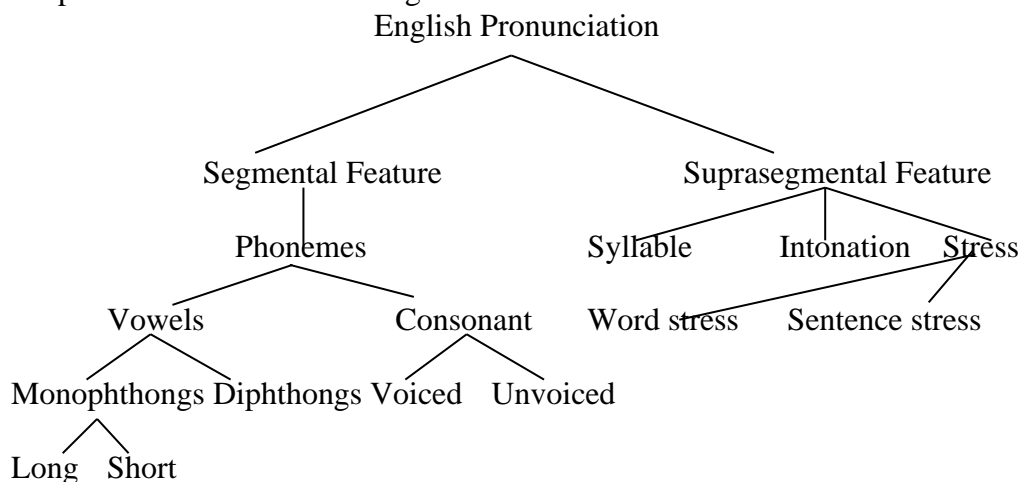 English Pronunciation
Segmental Feature Suprasegmental Feature
Phonemes Syllable Intonation Stress
Vowels Consonant Word stress Sentence stress
Monophthongs Diphthongs Voiced Unvoiced
Long Short